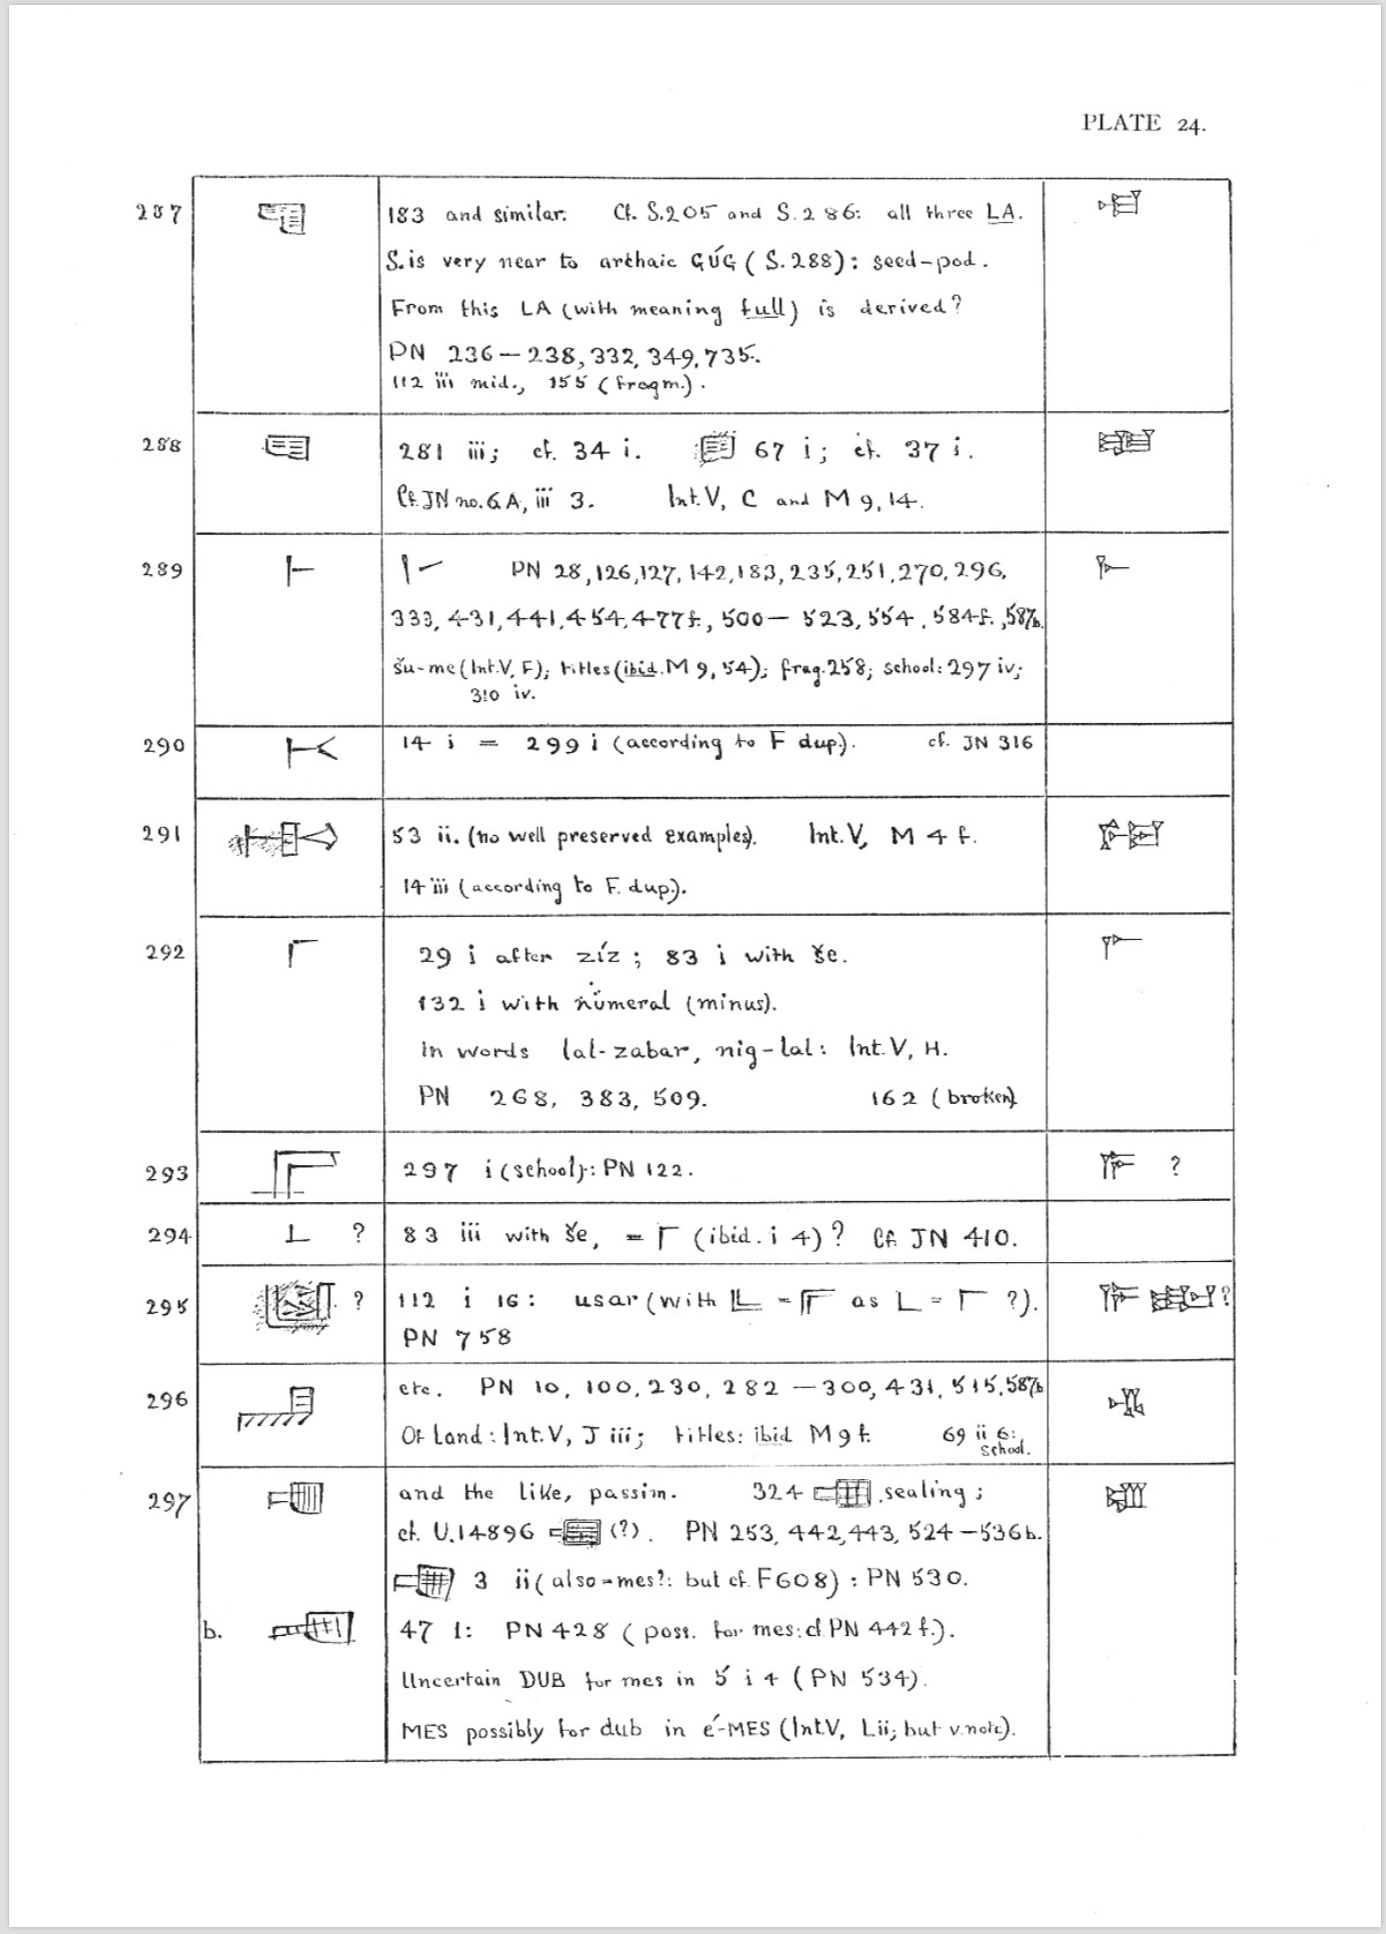 PLATE 24.
287
183 and similar. Cf. S.205 and S.286: all three LA.
S. is very near to archaic GÚG (S.288): seed-pod.
From this LA (with meaning full) is derived?
PN 236 – 238, 332, 349, 735.
112 iii mid., 155 (fragm.).
288
281 iii; cf. 34 i. 67 i; cf. 37 i.
Cf. JN no. 6A, iii 3. Int. V, C and M 9, 14.
289
PN 28, 126, 127, 142, 183, 235, 251, 270, 296,
333, 431, 441, 454, 477 f., 500 – 523, 554, 584 f., 587b.
šu-me (Int. V, F); titles (ibid. M 9, 54); frag. 258; school: 297 iv;
310 iv.
290
14 i = 299 i (according to F dup.). cf. JN 316
291
53 ii. (no well preserved examples). Int. V, M 4 f.
14 iii (according to F. dup.).
292
29 i after zíz; 83 i with še.
132 i with numeral (minus).
In words lal-zabar, nig-lal: Int. V, H.
PN 268, 383, 509. 162 (broken)
293
297 i (school): PN 122. ?
294
? 83 iii with še, = (ibid. i 4)? Cf. JN 410.
295
? 112 i 16: usar (with = as = ?). ?
PN 758
296
etc. PN 10, 100, 230, 282 – 300, 431, 515, 587b
Of land: Int. V, J iii; titles: ibid M 9 f. 69 ii 6:
school.
297
and the like, passim. 324 sealing;
cf. U.14896 (?). PN 253, 442, 443, 524 – 536b.
3 ii (also = mes?: but cf. F608): PN 530.
b.
47 1: PN 428 (poss. for mes: cf. PN 442 f.).
Uncertain DUB for mes in 5 i 4 (PN 534).
MES possibly for dub in é-MES (Int. V, L ii; but v. note).